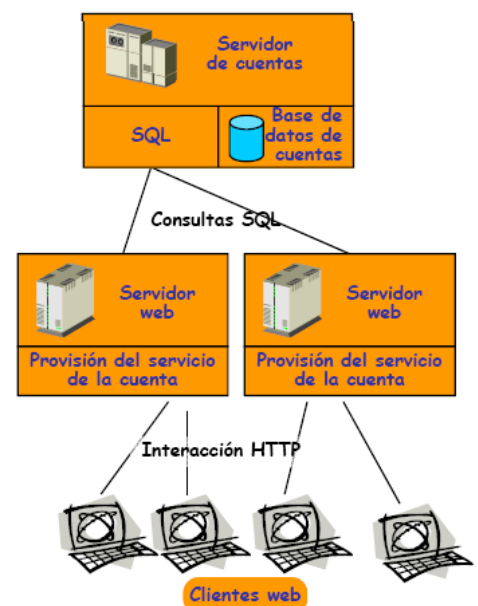 Servidor
de cuentas
SQL
Base de
datos de
cuentas
Consultas SQL
Servidor
web
Servidor
web
Provisión del servicio
de la cuenta
Provisión del servicio
de la cuenta
Interacción HTTP
Clientes web